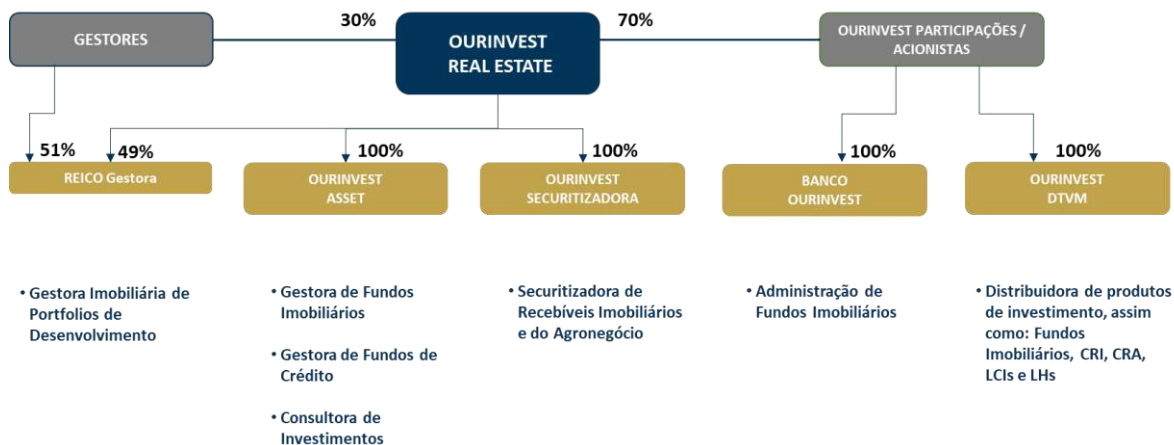 30%
70%
GESTORES
OURINVEST
REAL ESTATE
OURINVEST PARTICIPAÇÕES /
ACIONISTAS
51%
49%
100%
100%
100%
100%
REICO Gestora
OURINVEST
ASSET
OURINVEST
SECURITIZADORA
BANCO
OURINVEST
OURINVEST
DTVM
• Gestora Imobiliária de
Portfolios de
Desenvolvimento
• Gestora de Fundos
Imobiliários
• Gestora de Fundos de
Crédito
• Consultora de
Investimentos
• Securitizadora de
Recebíveis Imobiliários
e do Agronegócio
• Administração de
Fundos Imobiliários
• Distribuidora de produtos
de investimento, assim
como: Fundos
Imobiliários, CRI, CRA,
LCIs e LHs